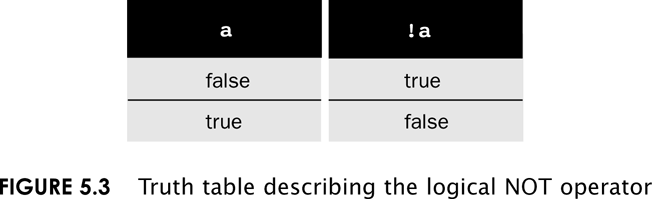 a !a
false true
true false
FIGURE 5.3 Truth table describing the logical NOT operator